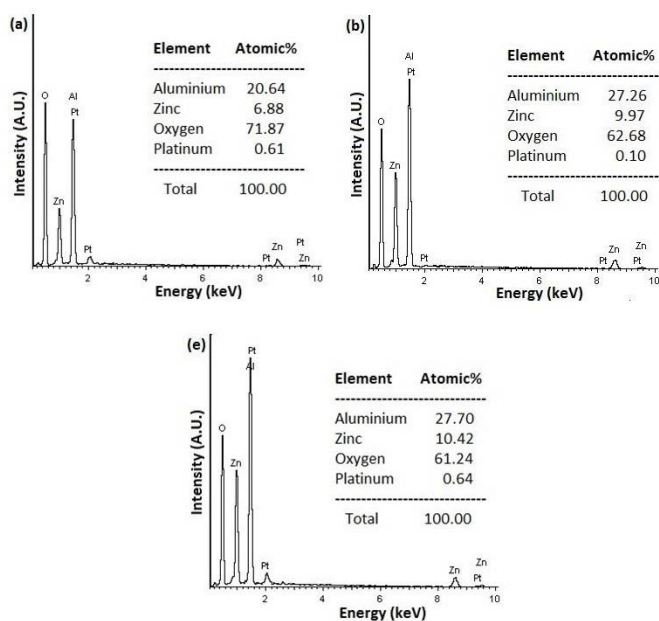 (a)
Element Atomic%
Aluminium 20.64
Zinc 6.88
Oxygen 71.87
Platinum 0.61
Total 100.00
O
Al
Pt
Zn
Pt
Zn
Pt
Pt
Zn
Intensity (A.U.)
2 4 6 8 10
Energy (keV)
(b)
Element Atomic%
Aluminium 27.26
Zinc 9.97
Oxygen 62.68
Platinum 0.10
Total 100.00
Al
Pt
O
Zn
Pt
Zn
Zn
Pt
Pt
Intensity (A.U.)
2 4 6 8 10
Energy (keV)
(e)
Element Atomic%
Aluminium 27.70
Zinc 10.42
Oxygen 61.24
Platinum 0.64
Total 100.00
Pt
Al
O
Zn
Pt
Zn
Zn
Pt
Intensity (A.U.)
2 4 6 8 10
Energy (keV)